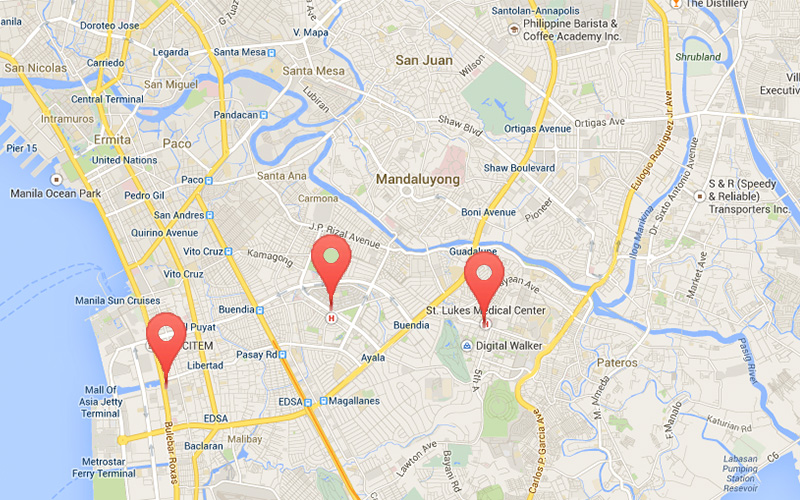 The Distillery
Santolan-Annapolis
Philippine Barista &
Coffee Academy Inc.
Doroteo Jose
V. Mapa
Legarda
Santa Mesa
Carriedo
San Juan
Shrubland
San Nicolas
Santa Mesa
Wilson
San Miguel
Vill
Executive
Central Terminal
Lubiran
Intramuros
Pandacan
Shaw Blvd
Ortigas Avenue
Ortigas Ave
Ermita
Paco
Pier 15
United Nations
Eulogio Rodriguez Jr Ave
Shaw Boulevard
Santa Ana
Mandaluyong
Paco
Manila Ocean Park
Pedro Gil
Carmona
S & R (Speedy
& Reliable)
Transporters Inc.
Pioneer
San Andres
Boni Avenue
Dr. Sixto Antonio Avenue
Quirino Avenue
J.P. Rizal Avenue
Ilog Marikina
Vito Cruz
Kamagong
Guadalupe
Market Ave
Vito Cruz
Manila Sun Cruises
Buendia
St. Lukes Medical Center
H
H
Buendia
CITEM
Digital Walker
Pasig River
Pasay Rd
Ayala
Libertad
Pateros
5th A
M. Almeda
Mall Of
Asia Jetty
Terminal
EDSA
Magallanes
F Manalo
EDSA
Katurian Rd
Bulebar Roxas
Malibay
Baclaran
Carlos P. Garcia Ave
Lawton Ave
Bayani Rd
Metrostar
Ferry Terminal
C6
Labasan
Pumping
Station
Resevoir